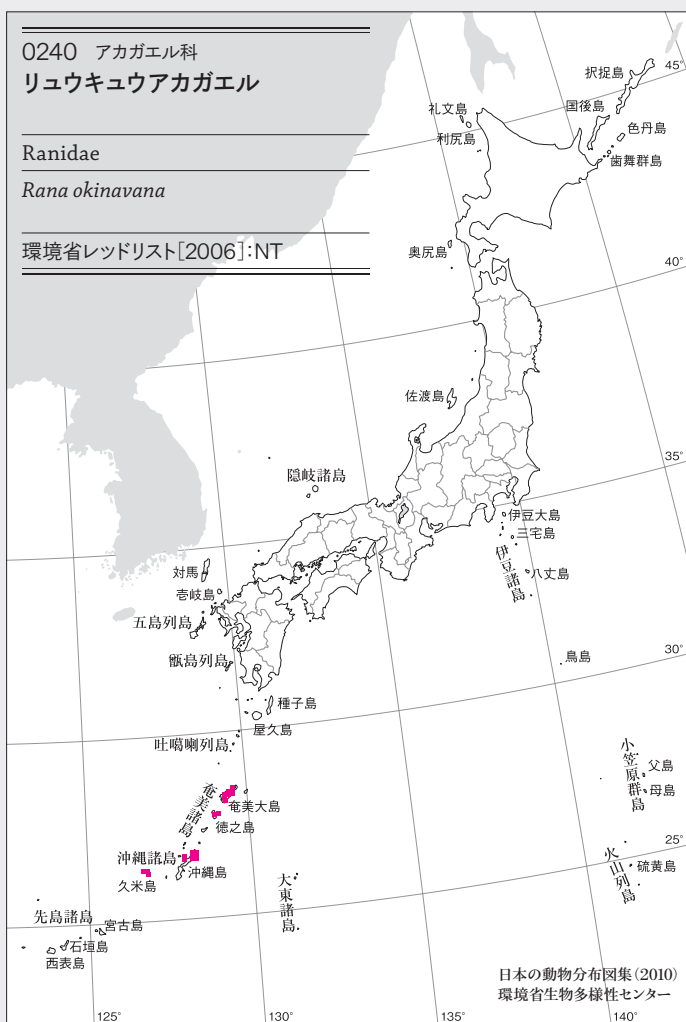 0240 アカガエル科
リュウキュウアカガエル
Ranidae
Rana okinavana
環境省レッドリスト[2006]:NT
択捉島
45°
国後島
礼文島
色丹島
利尻島
歯舞群島
奥尻島
40°
佐渡島
35°
隠岐諸島
伊豆大島
三宅島
伊豆諸島
八丈島
対馬
壱岐島
五島列島
甑島列島
鳥島
30°
種子島
屋久島
吐噶喇列島
小笠原群島
父島
母島
奄美諸島
奄美大島
徳之島
25°
沖縄諸島
沖縄島
久米島
火山列島
硫黄島
大東諸島
先島諸島
宮古島
石垣島
西表島
日本の動物分布図集(2010)
環境省生物多様性センター
125°
130°
135°
140°